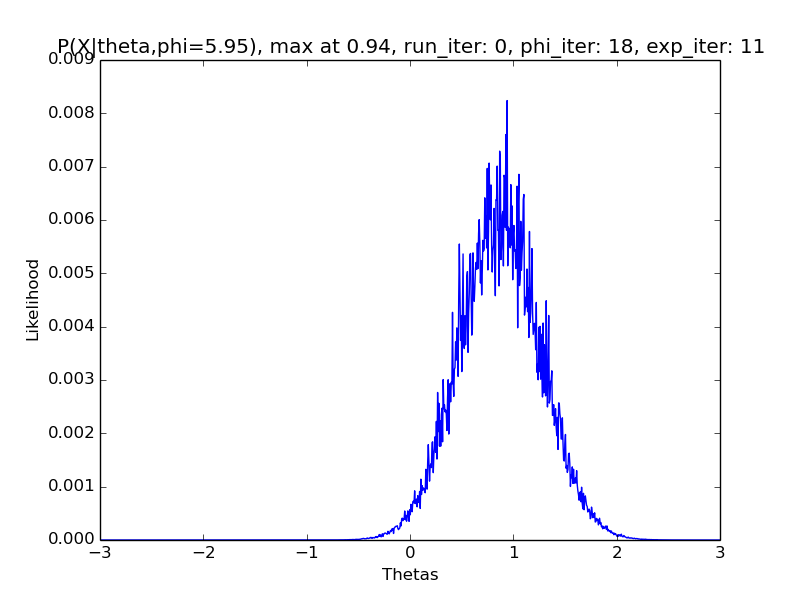 P(X|theta,phi=5.95), max at 0.94, run_iter: 0, phi_iter: 18, exp_iter: 11
0.009
0.008
0.007
0.006
0.005
0.004
0.003
0.002
0.001
0.000
Likelihood
−3 −2 −1 0 1 2 3
Thetas